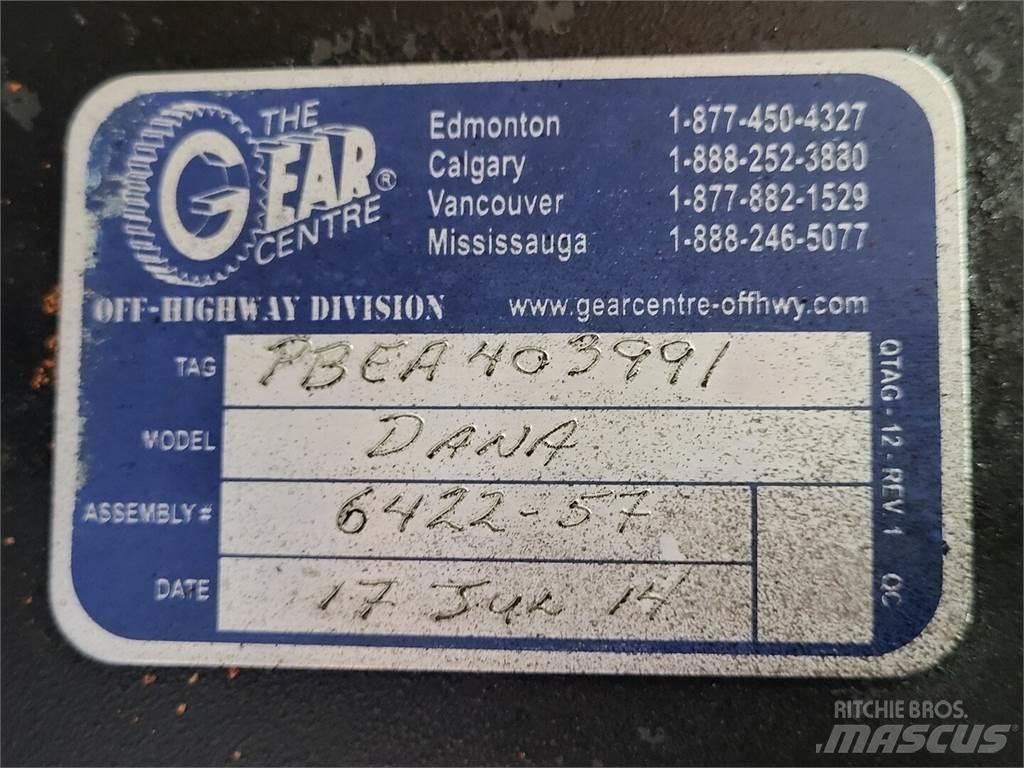 THE
GEAR®
CENTRE
Edmonton 1-877-450-4327
Calgary 1-888-252-3880
Vancouver 1-877-882-1529
Mississauga 1-888-246-5077
OFF-HIGHWAY DIVISION www.gearcentre-offhwy.com
TAG PBEA403991
MODEL DANA
ASSEMBLY # 6422-57
DATE 17 Jun 14
QTAG - 12 - REV. 1 QC
RITCHIE BROS.
MASCUS